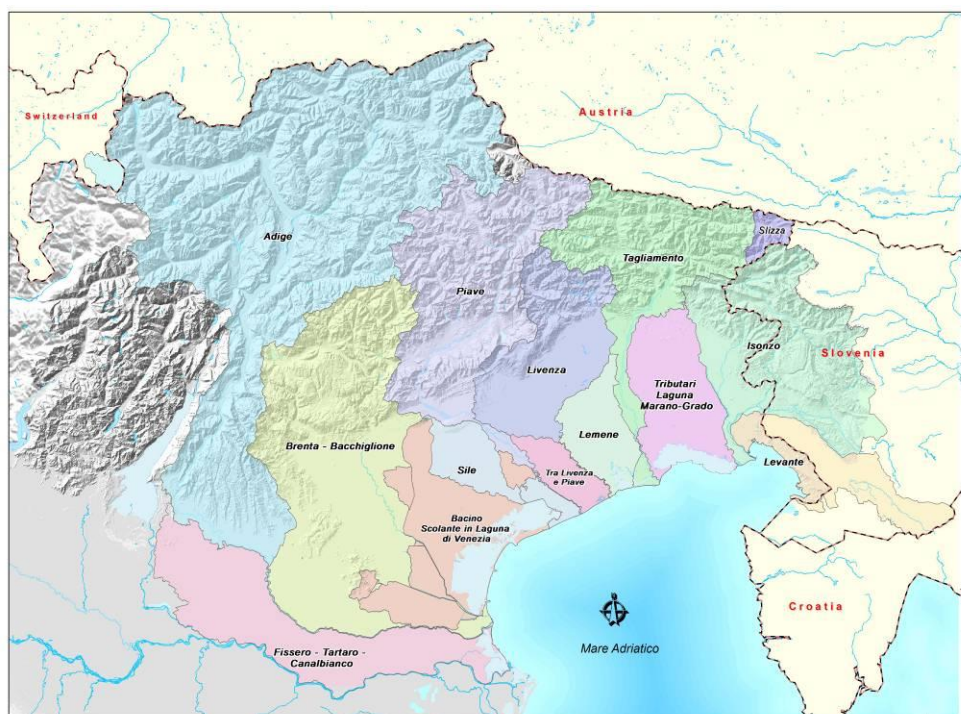 Switzerland
Austria
Slizza
Adige
Tagliamento
Piave
Isonzo
Slovenia
Livenza
Tributari
Laguna
Marano-Grado
Lemene
Brenta - Bacchiglione
Levante
Sile
Tra Livenza
e Piave
Bacino
Scolante in Laguna
di Venezia
Croatia
Fissero - Tartaro -
Canalbianco
Mare Adriatico